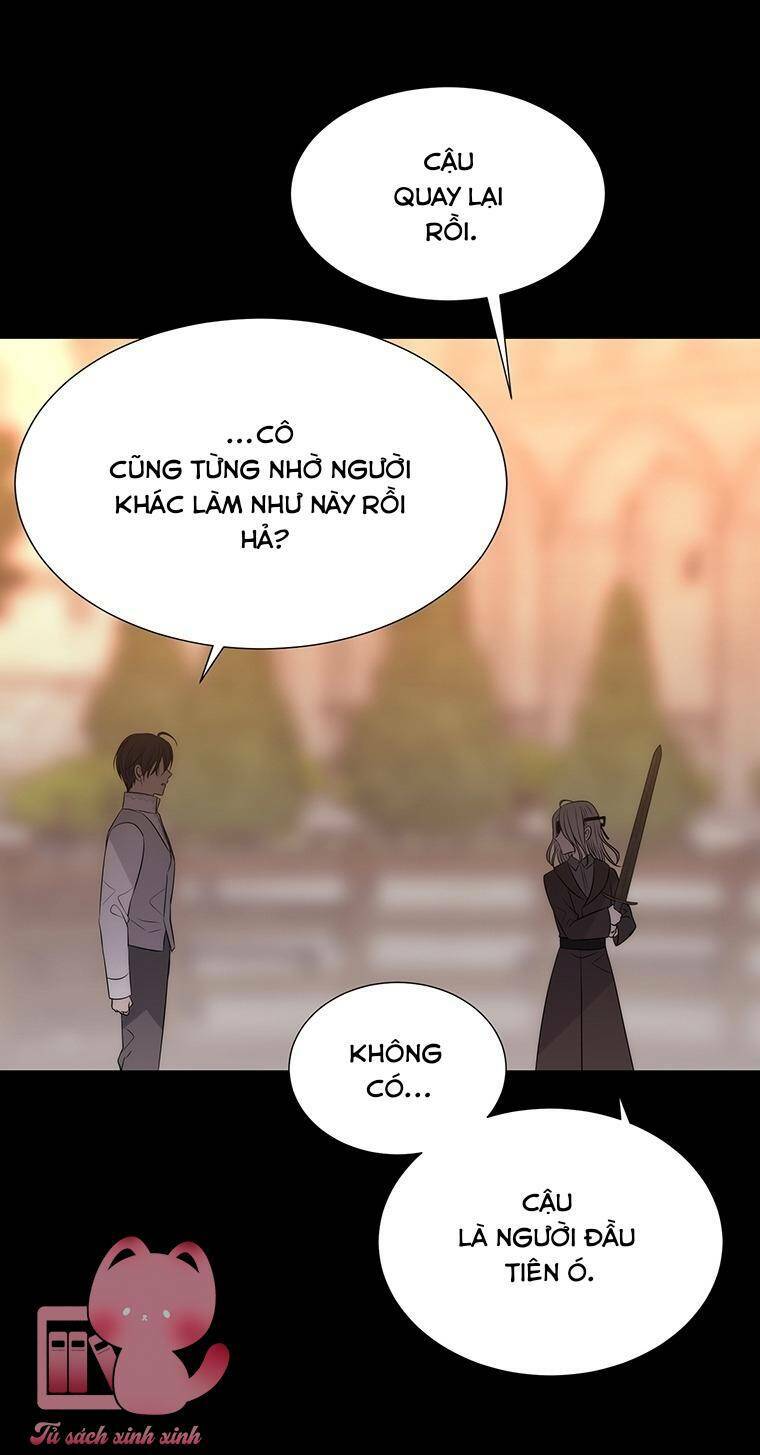 CẬU
QUAY LẠI
RỒI.
...CÔ
CŨNG TỪNG NHỜ NGƯỜI
KHÁC LÀM NHƯ NÀY RỒI
HẢ?
KHÔNG
CÓ...
CẬU
LÀ NGƯỜI ĐẦU
TIÊN Ó.
Tủ sách xinh xinh